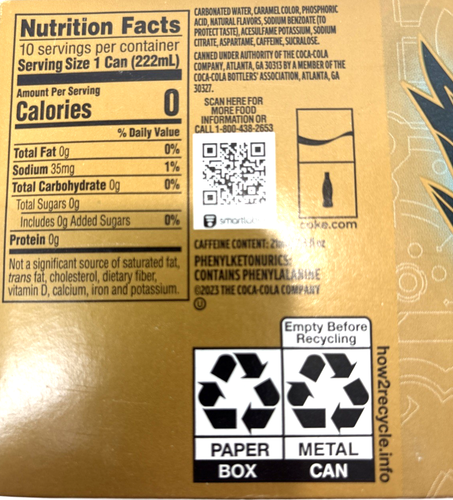 Nutrition Facts
10 servings per container
Serving Size 1 Can (222mL)
Amount Per Serving
Calories 0
% Daily Value
Total Fat 0g 0%
Sodium 35mg 1%
Total Carbohydrate 0g 0%
Total Sugars 0g
Includes 0g Added Sugars 0%
Protein 0g
Not a significant source of saturated fat,
trans fat, cholesterol, dietary fiber,
vitamin D, calcium, iron and potassium.
CARBONATED WATER, CARAMEL COLOR, PHOSPHORIC
ACID, NATURAL FLAVORS, SODIUM BENZOATE (TO
PROTECT TASTE), ACESULFAME POTASSIUM, SODIUM
CITRATE, ASPARTAME, CAFFEINE, SUCRALOSE.
CANNED UNDER AUTHORITY OF THE COCA-COLA
COMPANY, ATLANTA, GA 30313 BY A MEMBER OF THE
COCA-COLA BOTTLERS' ASSOCIATION, ATLANTA, GA
30327.
SCAN HERE FOR
MORE FOOD
INFORMATION OR
CALL 1-800-438-2653
coke.com
CAFFEINE CONTENT: fl oz
PHENYLKETONURICS:
CONTAINS PHENYLALANINE
©2023 THE COCA-COLA COMPANY
U
Empty Before
Recycling
PAPER
BOX
METAL
CAN
how2recycle.info